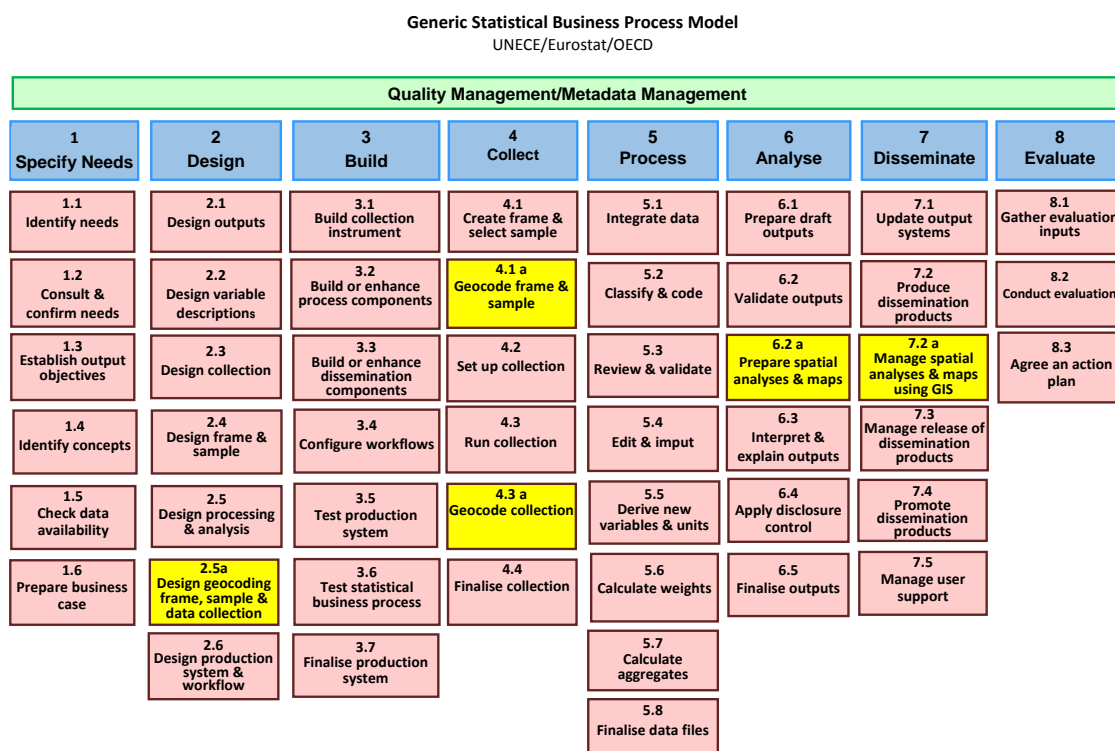 Generic Statistical Business Process Model
UNECE/Eurostat/OECD
Quality Management/Metadata Management
1
Specify Needs
2
Design
3
Build
4
Collect
5
Process
6
Analyse
7
Disseminate
8
Evaluate
1.1
Identify needs
1.2
Consult &
confirm needs
1.3
Establish output
objectives
1.4
Identify concepts
1.5
Check data
availability
1.6
Prepare business
case
2.1
Design outputs
2.2
Design variable
descriptions
2.3
Design collection
2.4
Design frame &
sample
2.5
Design processing
& analysis
2.5a
Design geocoding
frame, sample &
data collection
2.6
Design production
system &
workflow
3.1
Build collection
instrument
3.2
Build or enhance
process components
3.3
Build or enhance
dissemination
components
3.4
Configure workflows
3.5
Test production
system
3.6
Test statistical
business process
3.7
Finalise production
system
4.1
Create frame &
select sample
4.1 a
Geocode frame &
sample
4.2
Set up collection
4.3
Run collection
4.3 a
Geocode collection
4.4
Finalise collection
5.1
Integrate data
5.2
Classify & code
5.3
Review & validate
5.4
Edit & imput
5.5
Derive new
variables & units
5.6
Calculate weights
5.7
Calculate
aggregates
5.8
Finalise data files
6.1
Prepare draft
outputs
6.2
Validate outputs
6.2 a
Prepare spatial
analyses & maps
6.3
Interpret &
explain outputs
6.4
Apply disclosure
control
6.5
Finalise outputs
7.1
Update output
systems
7.2
Produce
dissemination
products
7.2 a
Manage spatial
analyses & maps
using GIS
7.3
Manage release of
dissemination
products
7.4
Promote
dissemination
products
7.5
Manage user
support
8.1
Gather evaluation
inputs
8.2
Conduct evaluation
8.3
Agree an action
plan